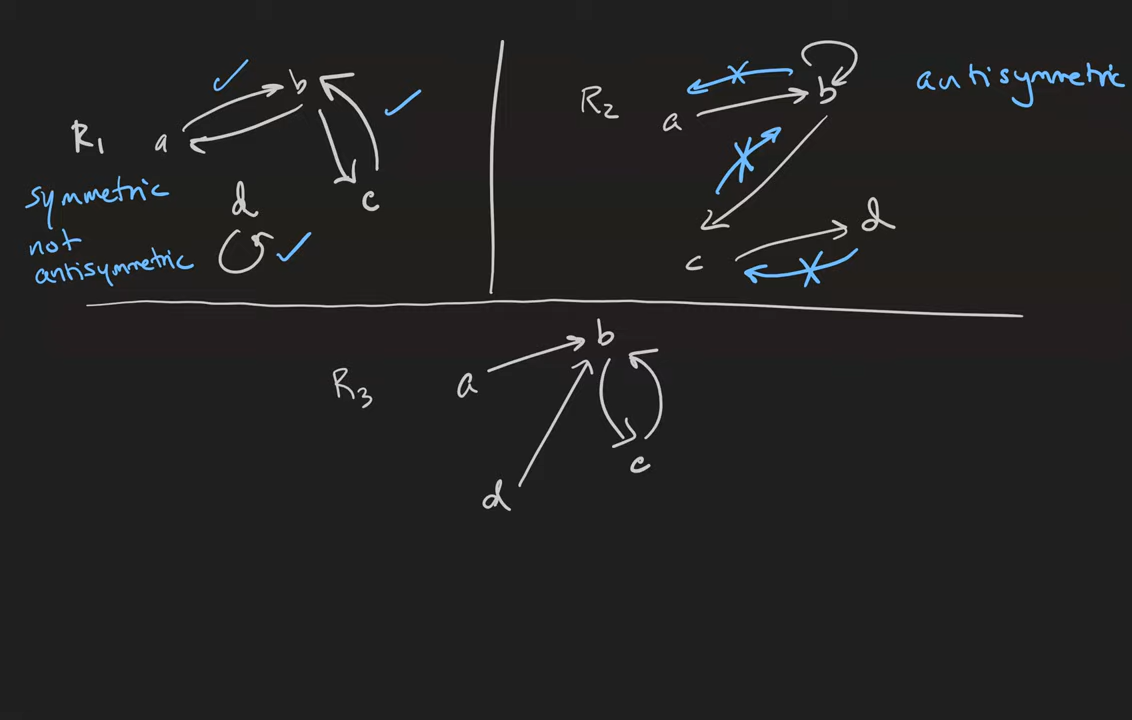 R₁
a
b
c
d
symmetric
not
antisymmetric
R₂
a
b
c
d
antisymmetric
R₃
a
b
c
d